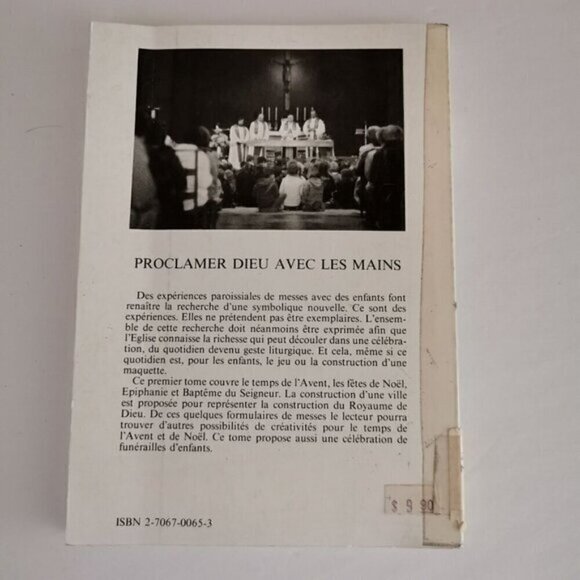 PROCLAMER DIEU AVEC LES MAINS
Des expériences paroissiales de messes avec des enfants font
renaître la recherche d'une symbolique nouvelle. Ce sont des
expériences. Elles ne prétendent pas être exemplaires. L'ensem-
ble de cette recherche doit néanmoins être exprimée afin que
l'Eglise connaisse la richesse qui peut découler dans une célébra-
tion, du quotidien devenu geste liturgique. Et cela, même si ce
quotidien est, pour les enfants, le jeu ou la construction d'une
maquette.
Ce premier tome couvre le temps de l'Avent, les fêtes de Noël,
Epiphanie et Baptême du Seigneur. La construction d'une ville
est proposée pour représenter la construction du Royaume de
Dieu. De ces quelques formulaires de messes le lecteur pourra
trouver d'autres possibilités de créativités pour le temps de
l'Avent et de Noël. Ce tome propose aussi une célébration de
funérailles d'enfants.
$ 9 90
ISBN 2-7067-0065-3